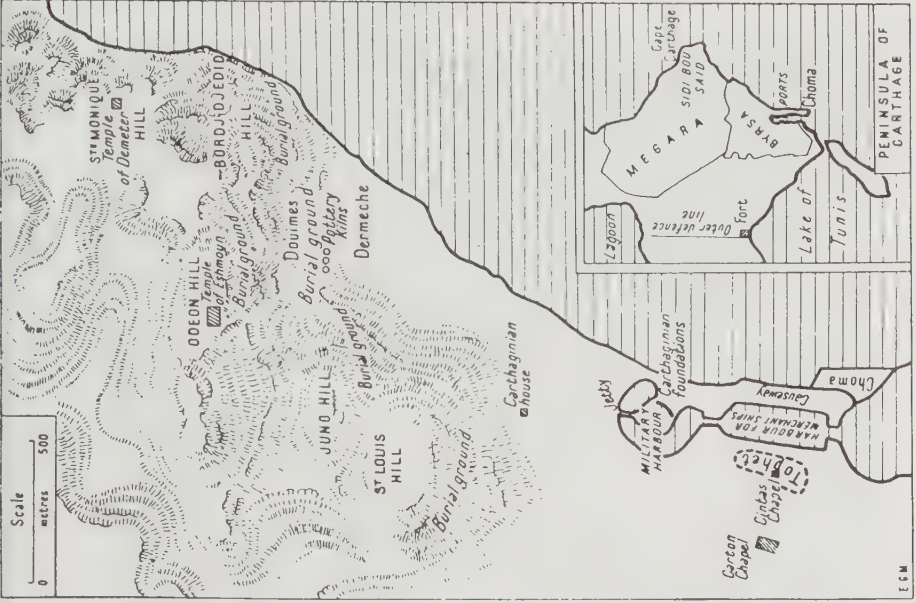 Scale
0 500
metres
STE MONIQUE
Temple
of Demeter
HILL
BORDJ DJEDID
HILL
Burial ground
ODEON HILL
Temple
of Eshmoun
Burial ground
Douimes
Burial ground
Pottery
Kilns
Dermeche
JUNO HILL
Burial ground
ST LOUIS
HILL
Burial ground
Carthaginian
house
Jetty
MILITARY
HARBOUR
Carthaginian
foundations
HARBOUR FOR
MERCHANT SHIPS
Causeway
Choma
Tophet
Cintas
Chapel
Carton
Chapel
EGM
Cape
Carthage
SIDI BOU
SAID
MEGARA
BYRSA
PORTS
Choma
Lagoon
Outer defence
line
Fort
Lake of
Tunis
PENINSULA OF
CARTHAGE